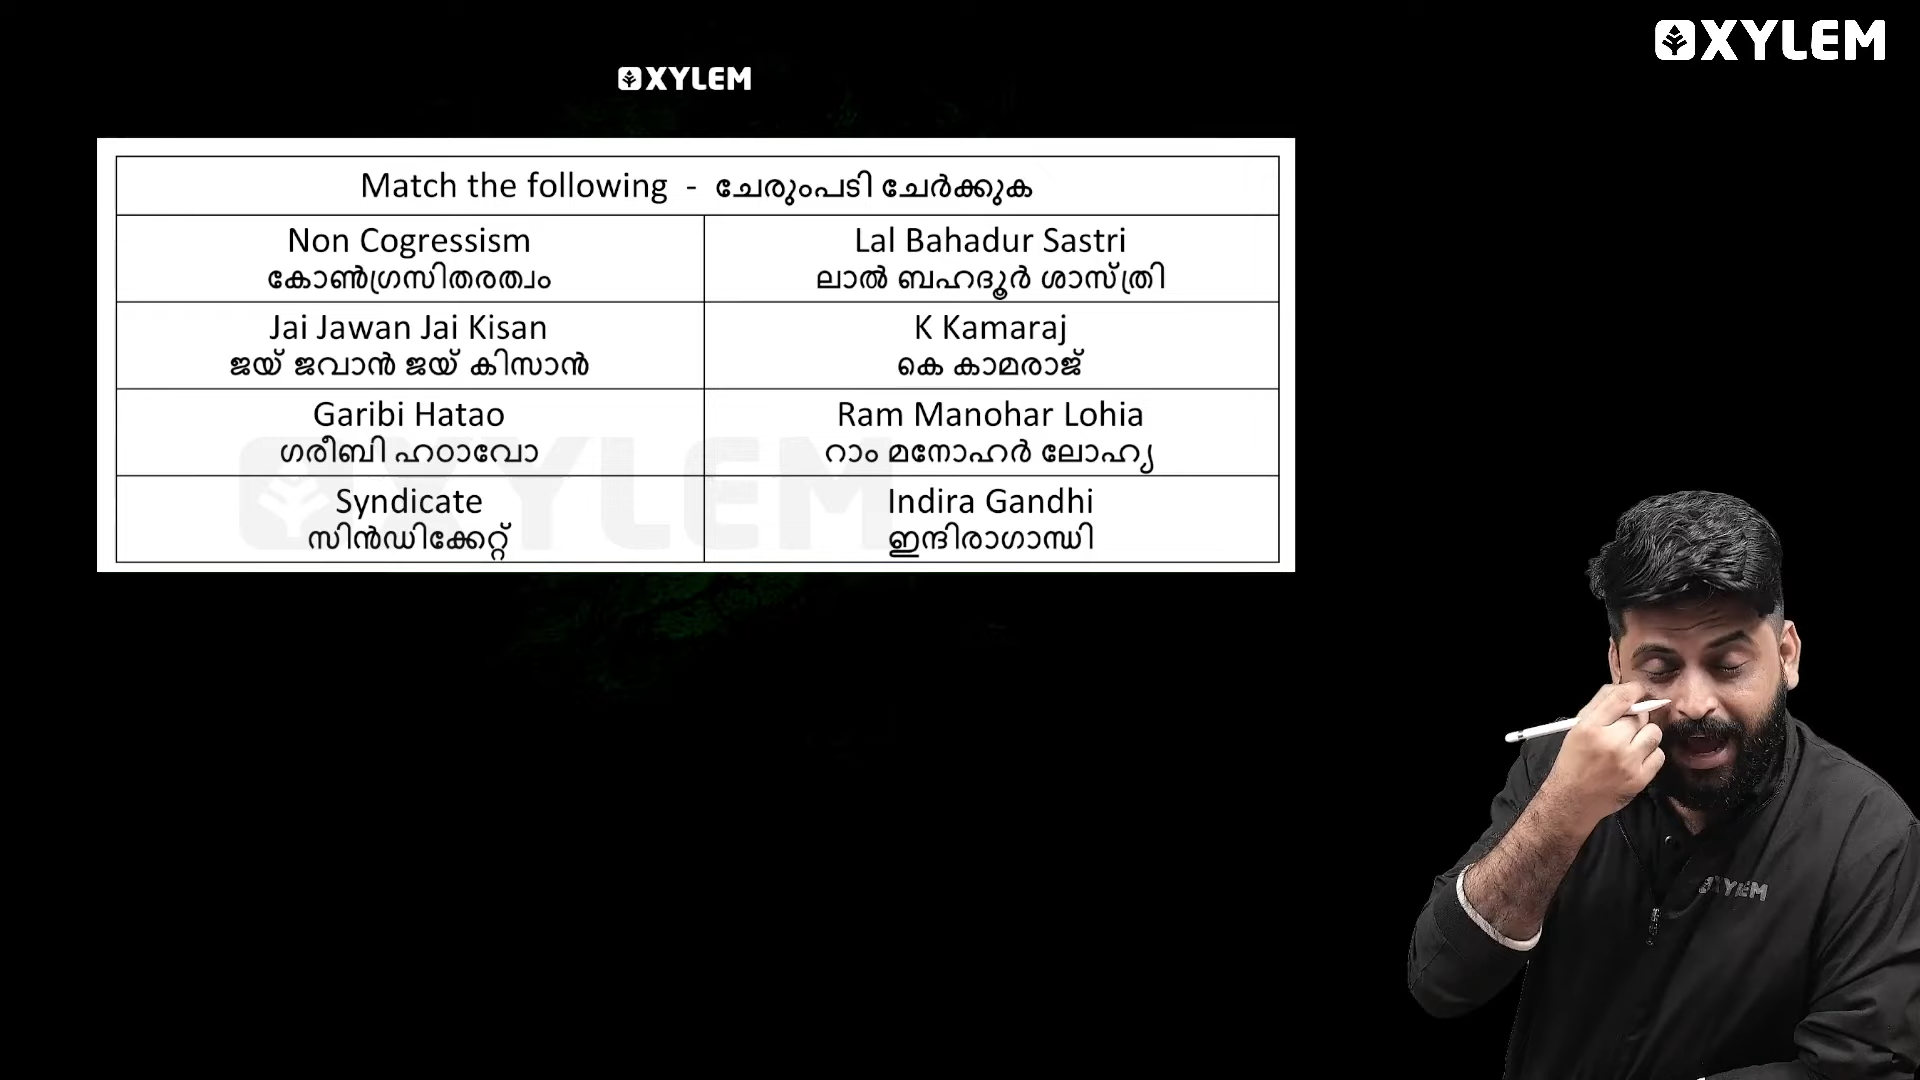 XYLEM
XYLEM
Match the following - ചേരുംപടി ചേർക്കുക
Non Cogressism
കോൺഗ്രസിതരത്വം
Lal Bahadur Sastri
ലാൽ ബഹദൂർ ശാസ്ത്രി
Jai Jawan Jai Kisan
ജയ് ജവാൻ ജയ് കിസാൻ
K Kamaraj
കെ കാമരാജ്
Garibi Hatao
ഗരീബി ഹഠാവോ
Ram Manohar Lohia
റാം മനോഹർ ലോഹ്യ
Syndicate
സിൻഡിക്കേറ്റ്
Indira Gandhi
ഇന്ദിരാഗാന്ധി
XYLEM
XYLEM